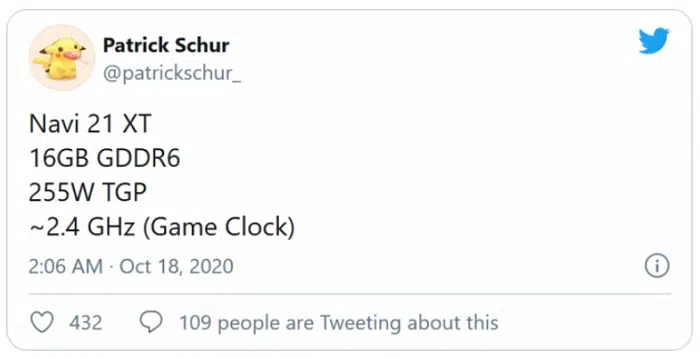 Patrick Schur
@patrickschur_
Navi 21 XT
16GB GDDR6
255W TGP
~2.4 GHz (Game Clock)
2:06 AM · Oct 18, 2020
432 109 people are Tweeting about this